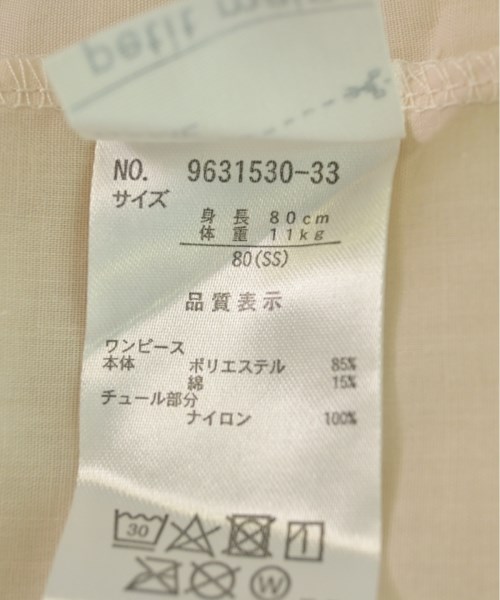 petit main
NO. 9631530-33
サイズ
身長 80cm
体重 11kg
80(SS)
品質表示
ワンピース
本体 ポリエステル 85%
綿 15%
チュール部分
ナイロン 100%
30
W